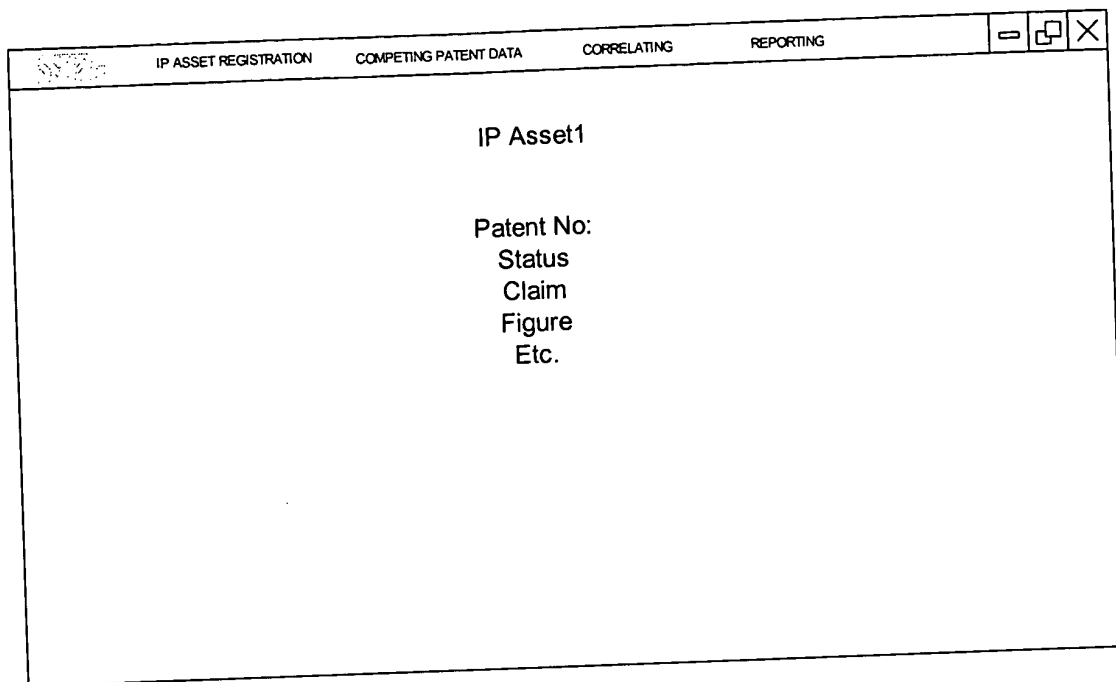 IP ASSET REGISTRATION COMPETING PATENT DATA CORRELATING REPORTING
IP Asset1
Patent No:
Status
Claim
Figure
Etc.